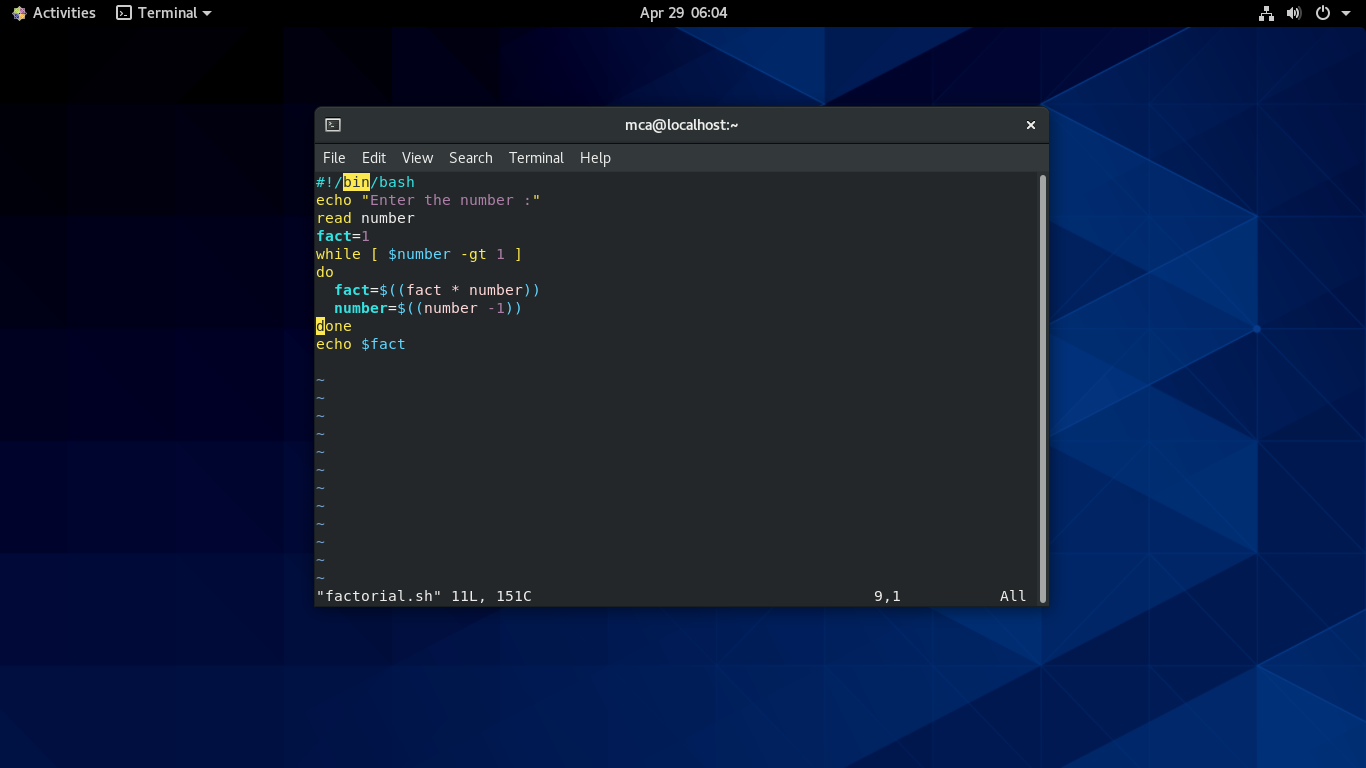 Activities Terminal Apr 29 06:04
mca@localhost:~
File Edit View Search Terminal Help
#!/bin/bash
echo "Enter the number :"
read number
fact=1
while [ $number -gt 1 ]
do
  fact=$((fact * number))
  number=$((number -1))
done
echo $fact

~
~
~
~
~
~
~
~
~
~
~
~
"factorial.sh" 11L, 151C 9,1 All